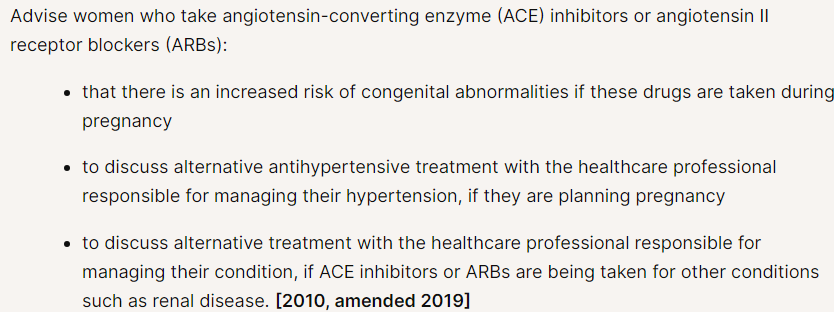 Advise women who take angiotensin-converting enzyme (ACE) inhibitors or angiotensin II
receptor blockers (ARBs):
• that there is an increased risk of congenital abnormalities if these drugs are taken during
pregnancy
• to discuss alternative antihypertensive treatment with the healthcare professional
responsible for managing their hypertension, if they are planning pregnancy
• to discuss alternative treatment with the healthcare professional responsible for
managing their condition, if ACE inhibitors or ARBs are being taken for other conditions
such as renal disease. [2010, amended 2019]